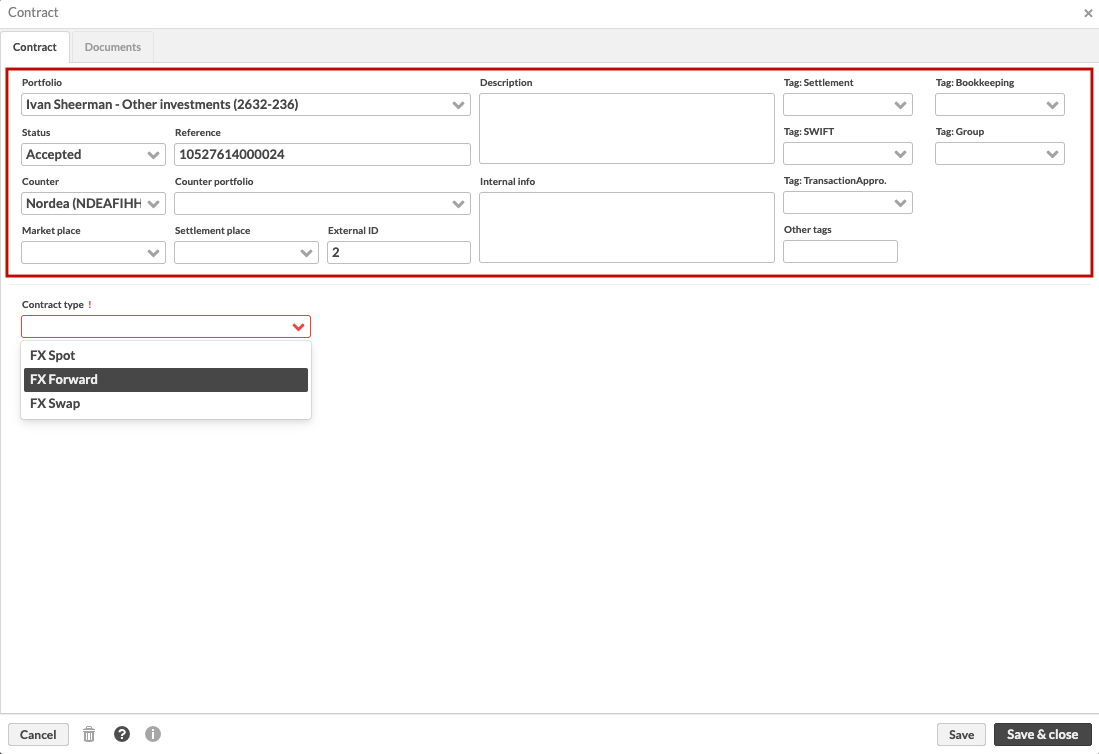 Contract
Contract Documents
Portfolio Description Tag: Settlement Tag: Bookkeeping
Ivan Sheerman - Other investments (2632-236)
Status Reference Tag: SWIFT Tag: Group
Accepted 10527614000024
Counter Counter portfolio Internal info Tag: TransactionAppro.
Nordea (NDEAFIHH
Market place Settlement place External ID Other tags
2
Contract type !
FX Spot
FX Forward
FX Swap
Cancel ? i Save Save & close